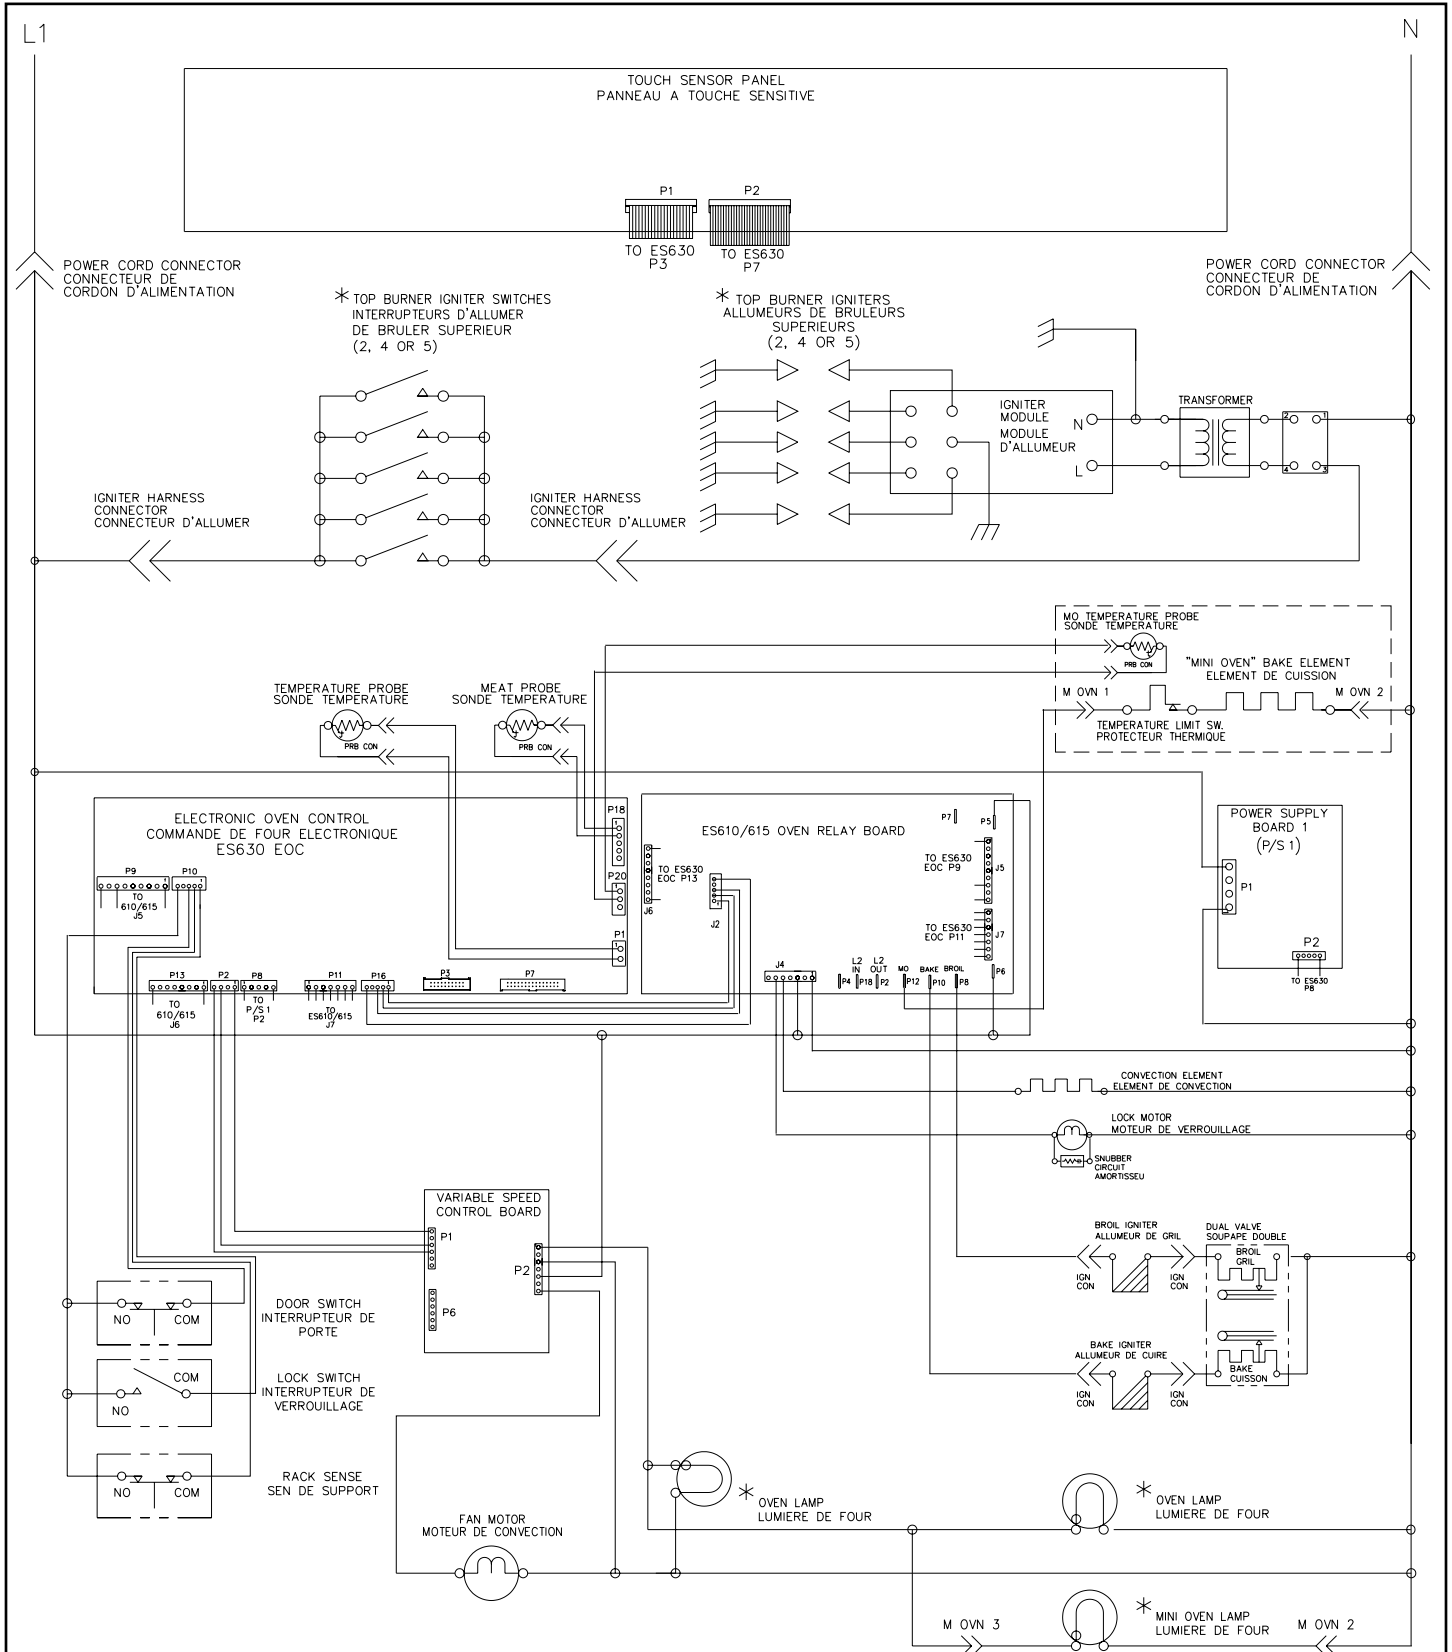 L1
N
TOUCH SENSOR PANEL
PANNEAU A TOUCHE SENSITIVE
P1
P2
TO ES630
P3
TO ES630
P7
POWER CORD CONNECTOR
CONNECTEUR DE
CORDON D'ALIMENTATION
POWER CORD CONNECTOR
CONNECTEUR DE
CORDON D'ALIMENTATION
* TOP BURNER IGNITER SWITCHES
INTERRUPTEURS D'ALLUMER
DE BRULER SUPERIEUR
(2, 4 OR 5)
* TOP BURNER IGNITERS
ALLUMEURS DE BRULEURS
SUPERIEURS
(2, 4 OR 5)
IGNITER
MODULE
MODULE
D'ALLUMEUR
N
L
TRANSFORMER
2
1
4
3
IGNITER HARNESS
CONNECTOR
CONNECTEUR D'ALLUMER
IGNITER HARNESS
CONNECTOR
CONNECTEUR D'ALLUMER
MO TEMPERATURE PROBE
SONDE TEMPERATURE
PRB CON
"MINI OVEN" BAKE ELEMENT
ELEMENT DE CUISSION
M OVN 1
M OVN 2
TEMPERATURE LIMIT SW.
PROTECTEUR THERMIQUE
TEMPERATURE PROBE
SONDE TEMPERATURE
PRB CON
MEAT PROBE
SONDE TEMPERATURE
PRB CON
ELECTRONIC OVEN CONTROL
COMMANDE DE FOUR ELECTRONIQUE
ES630 EOC
P18
1
P20
1
P1
1
P9
1
TO
610/615
J5
P10
1
P13
TO
610/615
J6
P2
P8
TO
P/S 1
P2
P11
TO
ES610/615
J7
P16
P3
P7
ES610/615 OVEN RELAY BOARD
P7
P5
TO ES630
EOC P13
J6
J2
TO ES630
EOC P9
J5
TO ES630
EOC P11
J7
J4
P4
L2
IN
P18
L2
OUT
P2
MO
P12
BAKE
P10
BROIL
P8
P6
POWER SUPPLY
BOARD 1
(P/S 1)
P1
P2
TO ES630
P8
CONVECTION ELEMENT
ELEMENT DE CONVECTION
LOCK MOTOR
MOTEUR DE VERROUILLAGE
SNUBBER
CIRCUIT
AMORTISSEU
VARIABLE SPEED
CONTROL BOARD
P1
P2
P6
BROIL IGNITER
ALLUMEUR DE GRIL
IGN
CON
IGN
CON
DUAL VALVE
SOUPAPE DOUBLE
BROIL
GRIL
BAKE IGNITER
ALLUMEUR DE CUIRE
IGN
CON
IGN
CON
BAKE
CUISSON
NO
COM
DOOR SWITCH
INTERRUPTEUR DE
PORTE
COM
NO
LOCK SWITCH
INTERRUPTEUR DE
VERROUILLAGE
NO
COM
RACK SENSE
SEN DE SUPPORT
FAN MOTOR
MOTEUR DE CONVECTION
* OVEN LAMP
LUMIERE DE FOUR
* OVEN LAMP
LUMIERE DE FOUR
M OVN 3
* MINI OVEN LAMP
LUMIERE DE FOUR
M OVN 2